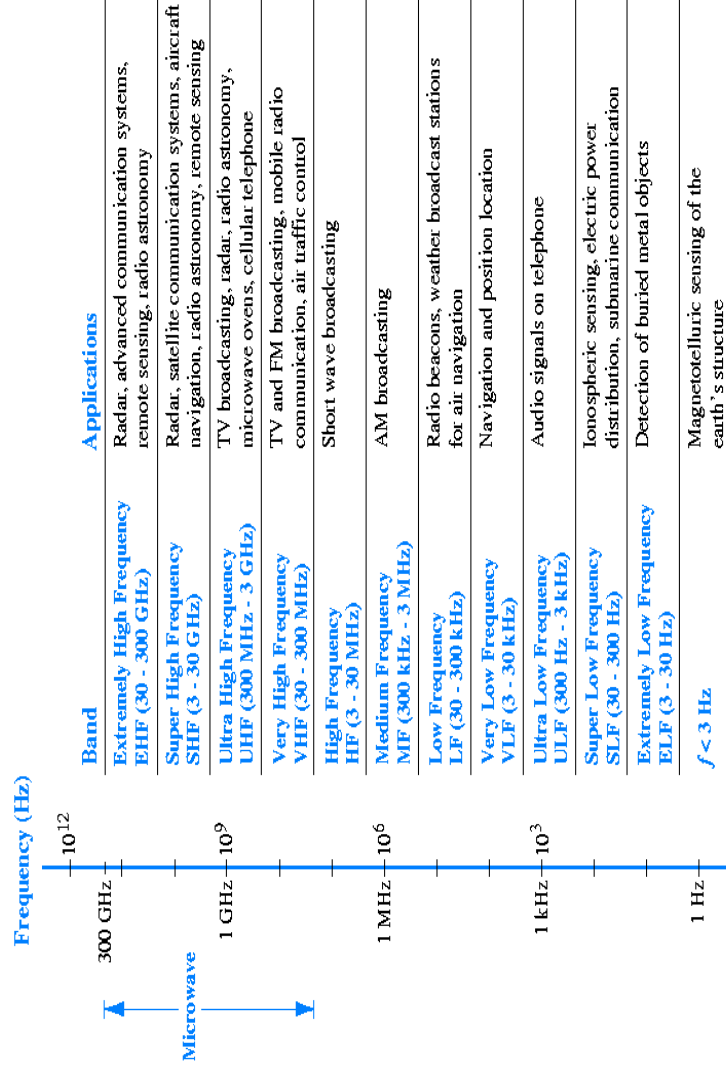 Frequency (Hz)
Band
Applications
10¹²
300 GHz
10⁹
1 GHz
10⁶
1 MHz
10³
1 kHz
1 Hz
Microwave
Extremely High Frequency
EHF (30 - 300 GHz)
Radar, advanced communication systems,
remote sensing, radio astronomy
Super High Frequency
SHF (3 - 30 GHz)
Radar, satellite communication systems, aircraft
navigation, radio astronomy, remote sensing
Ultra High Frequency
UHF (300 MHz - 3 GHz)
TV broadcasting, radar, radio astronomy,
microwave ovens, cellular telephone
Very High Frequency
VHF (30 - 300 MHz)
TV and FM broadcasting, mobile radio
communication, air traffic control
High Frequency
HF (3 - 30 MHz)
Short wave broadcasting
Medium Frequency
MF (300 kHz - 3 MHz)
AM broadcasting
Low Frequency
LF (30 - 300 kHz)
Radio beacons, weather broadcast stations
for air navigation
Very Low Frequency
VLF (3 - 30 kHz)
Navigation and position location
Ultra Low Frequency
ULF (300 Hz - 3 kHz)
Audio signals on telephone
Super Low Frequency
SLF (30 - 300 Hz)
Ionospheric sensing, electric power
distribution, submarine communication
Extremely Low Frequency
ELF (3 - 30 Hz)
Detection of buried metal objects
f < 3 Hz
Magnetotelluric sensing of the
earth's structure